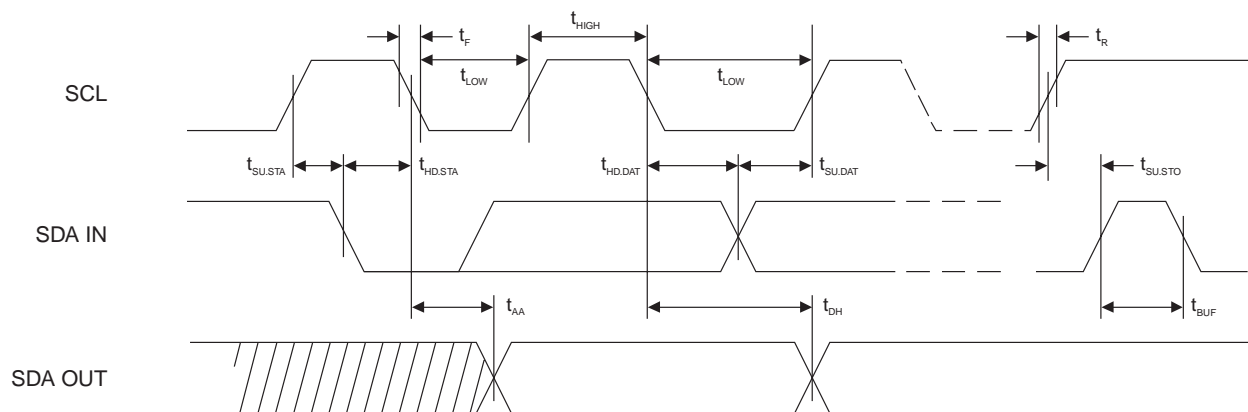 tHIGH
tF
tR
tLOW
tLOW
SCL
tSU.STA
tHD.STA
tHD.DAT
tSU.DAT
tSU.STO
SDA IN
tAA
tDH
tBUF
SDA OUT